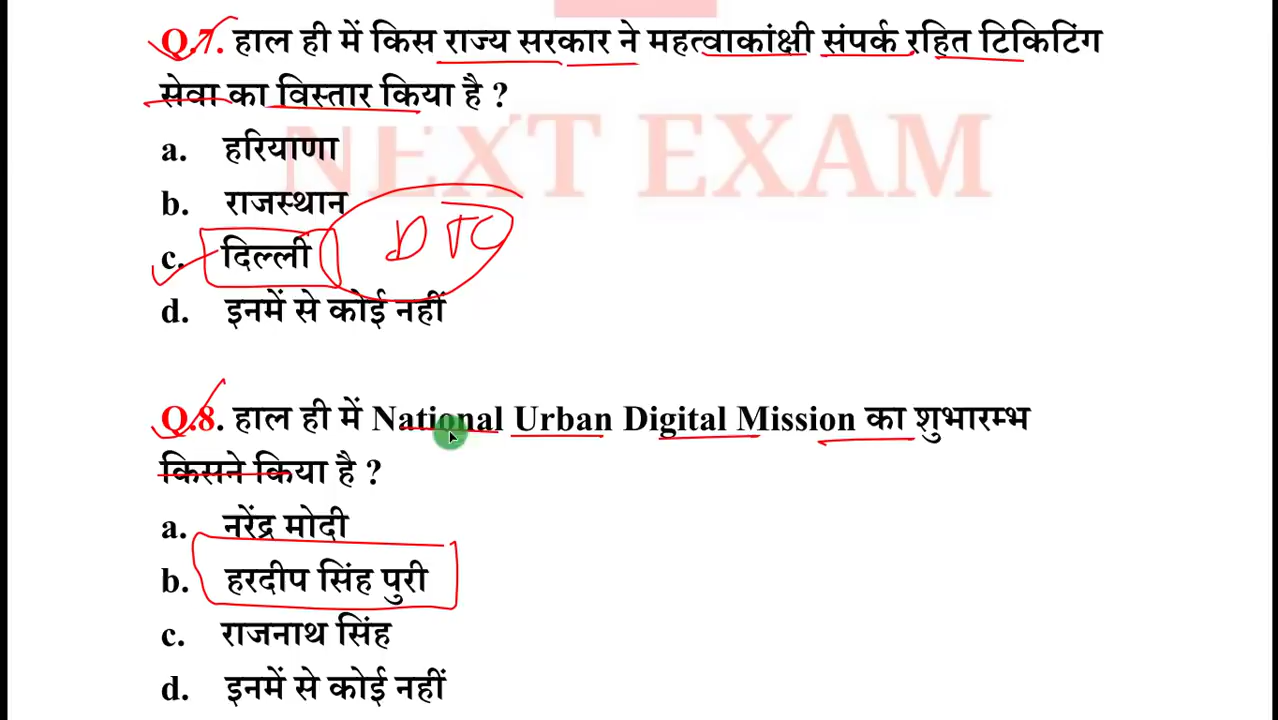 Q.7. हाल ही में किस राज्य सरकार ने महत्वाकांक्षी संपर्क रहित टिकिटिंग
सेवा का विस्तार किया है ?
NEXT EXAM
a. हरियाणा
b. राजस्थान
c. दिल्ली
DTC
d. इनमें से कोई नहीं
Q.8. हाल ही में National Urban Digital Mission का शुभारम्भ
किसने किया है ?
a. नरेंद्र मोदी
b. हरदीप सिंह पुरी
c. राजनाथ सिंह
d. इनमें से कोई नहीं